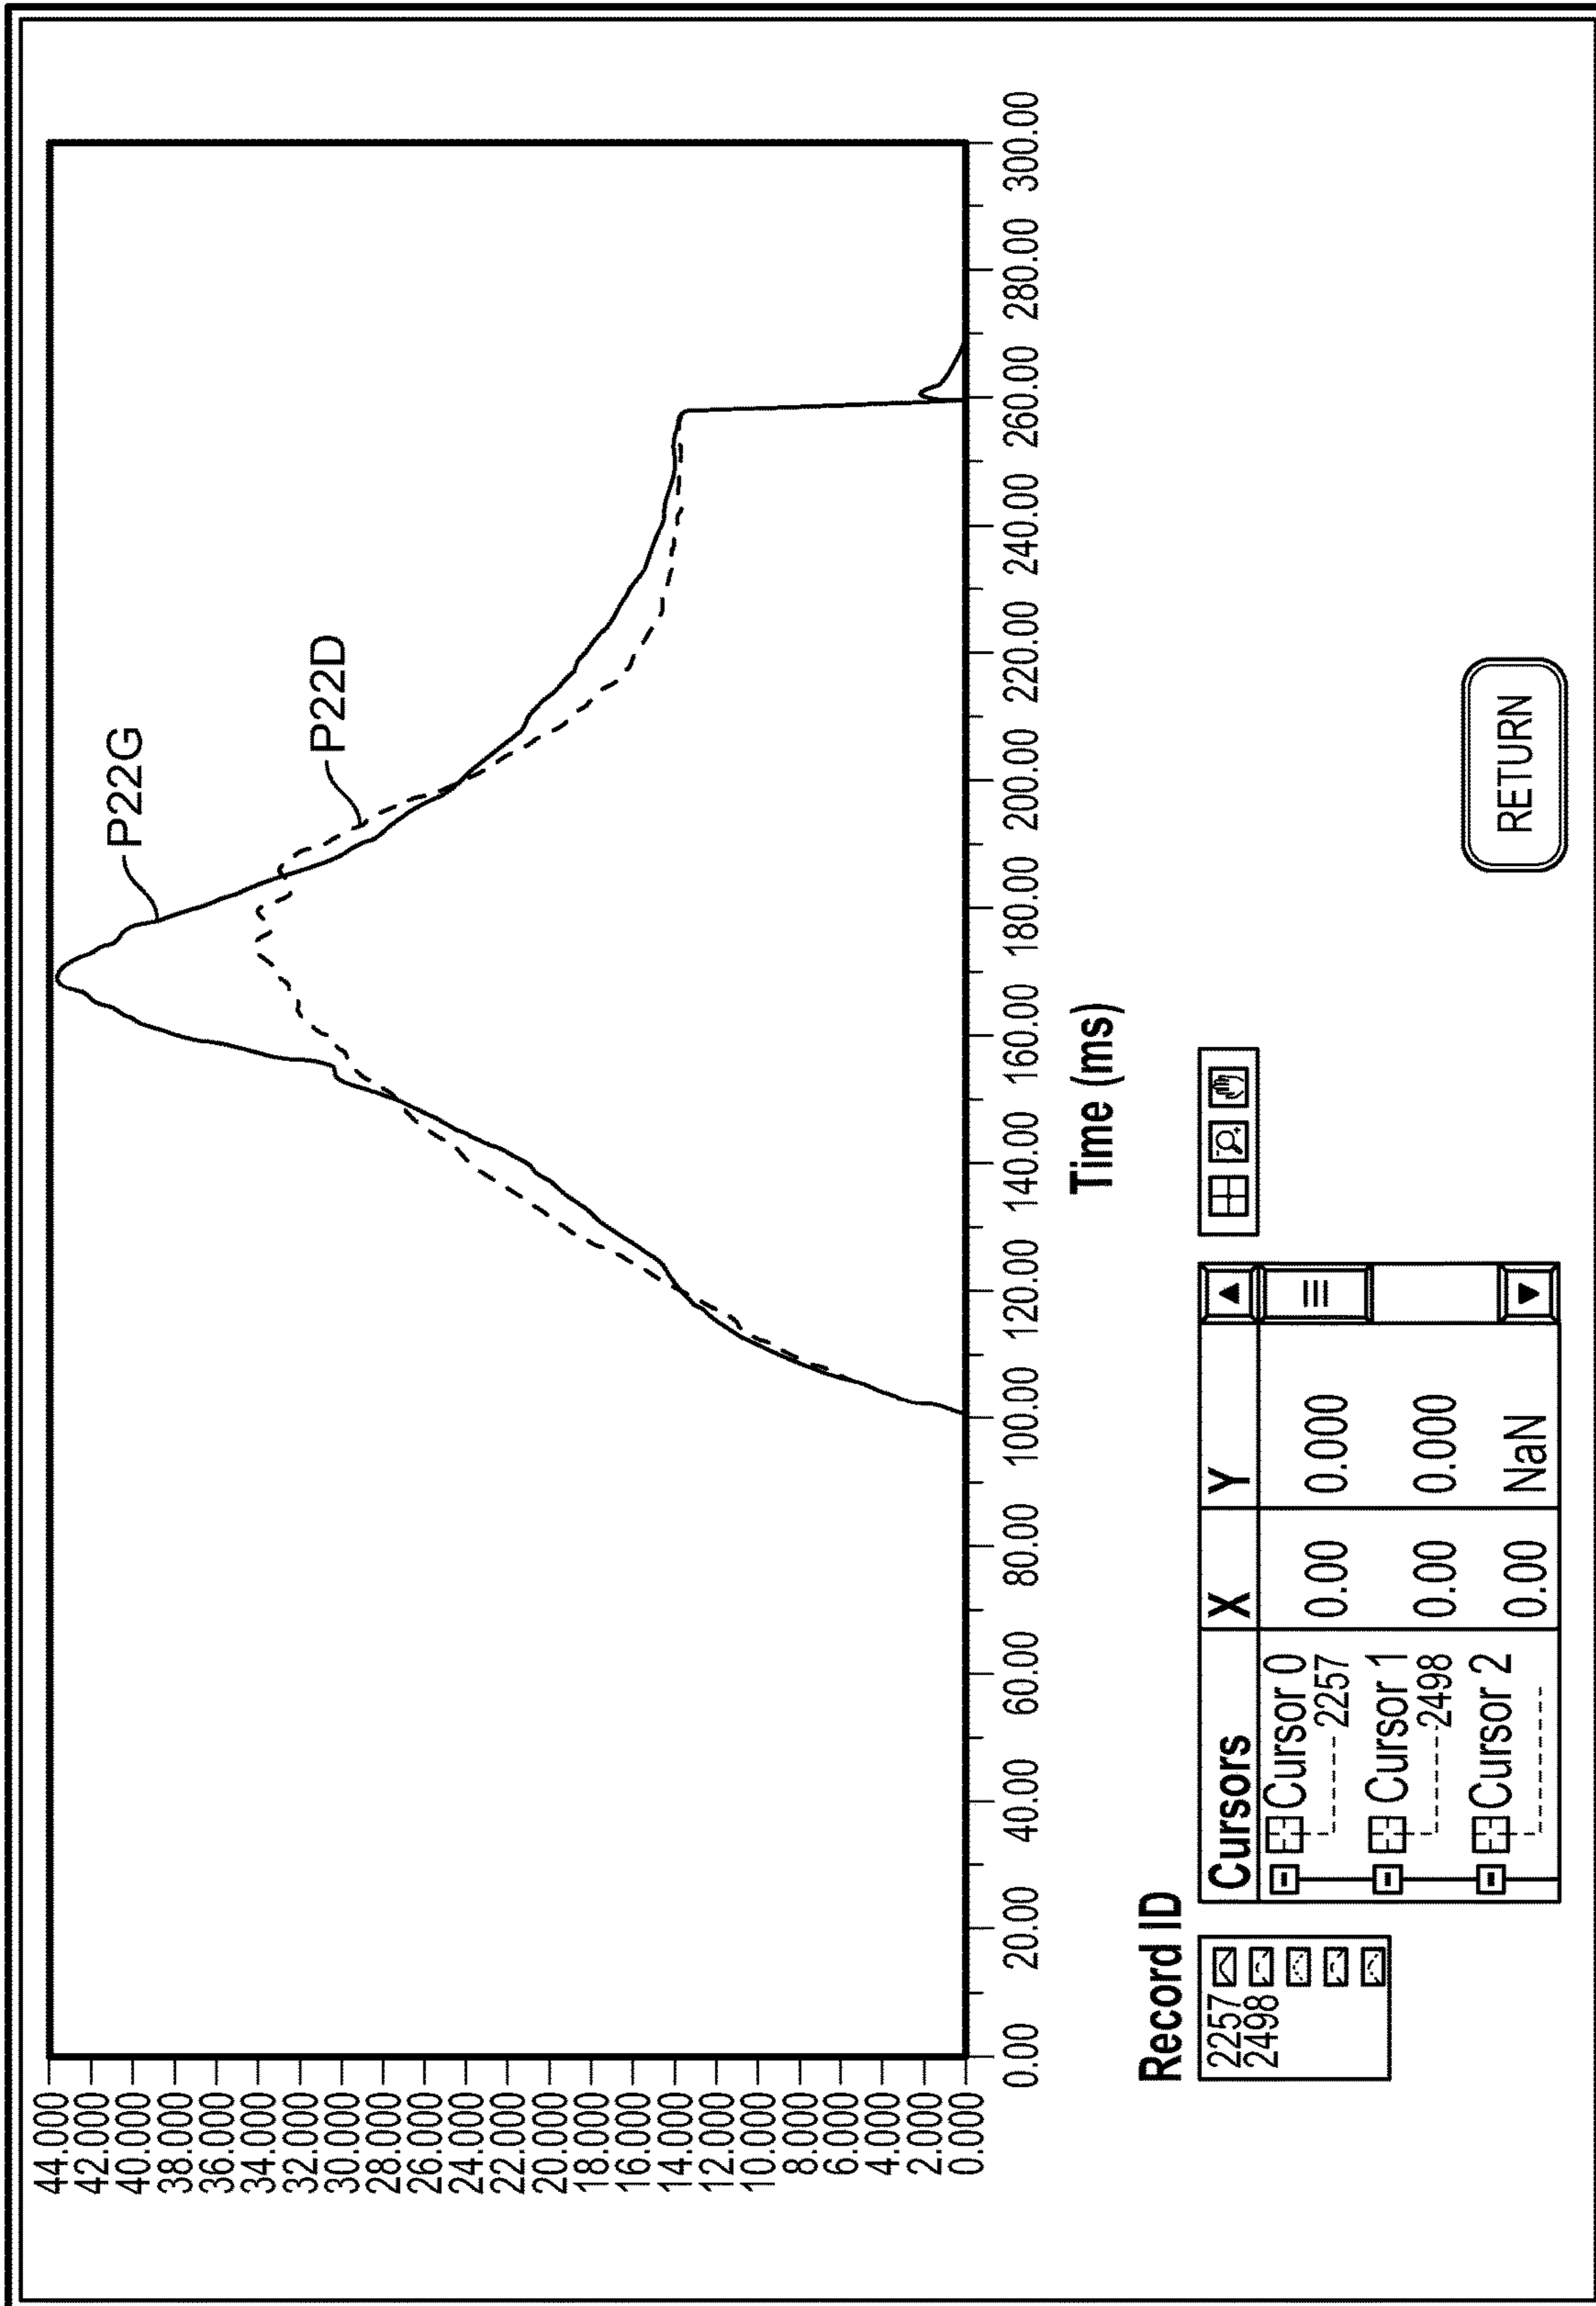 44.000
42.000
40.000
38.000
36.000
34.000
32.000
30.000
28.000
26.000
24.000
22.000
20.000
18.000
16.000
14.000
12.000
10.000
8.000
6.000
4.000
2.000
0.000
P22G
P22D
0.00 20.00 40.00 60.00 80.00 100.00 120.00 140.00 160.00 180.00 200.00 220.00 240.00 260.00 280.00 300.00
Time (ms)
Record ID
2257
2498
Cursors X Y
Cursor 0
2257 0.00 0.000
Cursor 1
2498 0.00 0.000
Cursor 2
0.00 NaN
RETURN